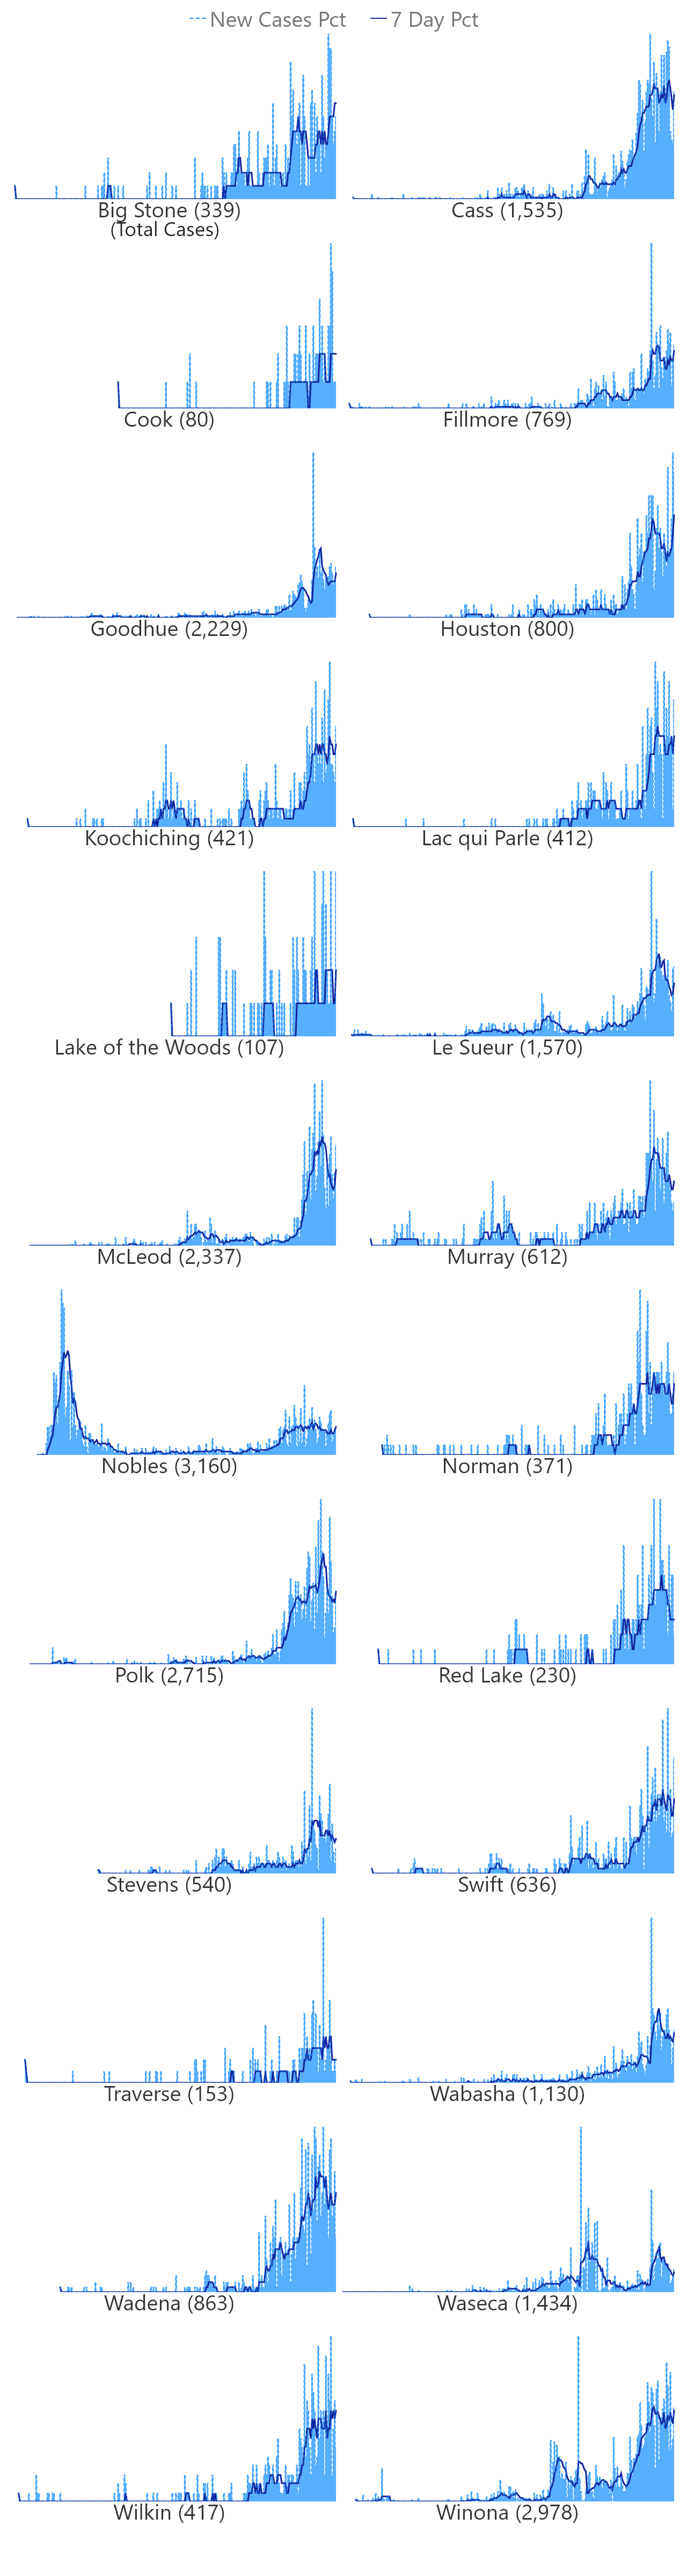 New Cases Pct 7 Day Pct
Big Stone (339) Cass (1,535)
(Total Cases)
Cook (80) Fillmore (769)
Goodhue (2,229) Houston (800)
Koochiching (421) Lac qui Parle (412)
Lake of the Woods (107) Le Sueur (1,570)
McLeod (2,337) Murray (612)
Nobles (3,160) Norman (371)
Polk (2,715) Red Lake (230)
Stevens (540) Swift (636)
Traverse (153) Wabasha (1,130)
Wadena (863) Waseca (1,434)
Wilkin (417) Winona (2,978)